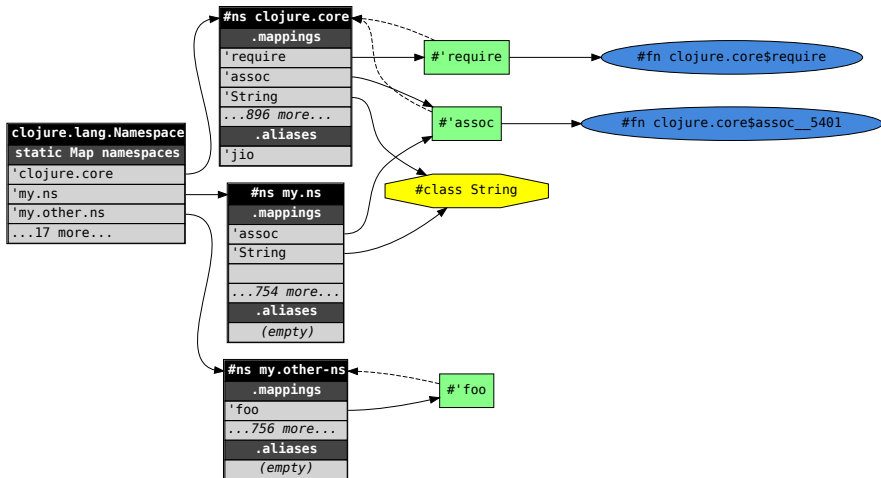 clojure.lang.Namespace
static Map namespaces
'clojure.core
'my.ns
'my.other.ns
...17 more...
#ns clojure.core
.mappings
'require
'assoc
'String
...896 more...
.aliases
'jio
#ns my.ns
.mappings
'assoc
'String
...754 more...
.aliases
(empty)
#ns my.other-ns
.mappings
'foo
...756 more...
.aliases
(empty)
#'require
#'assoc
#class String
#'foo
#fn clojure.core$require
#fn clojure.core$assoc__5401